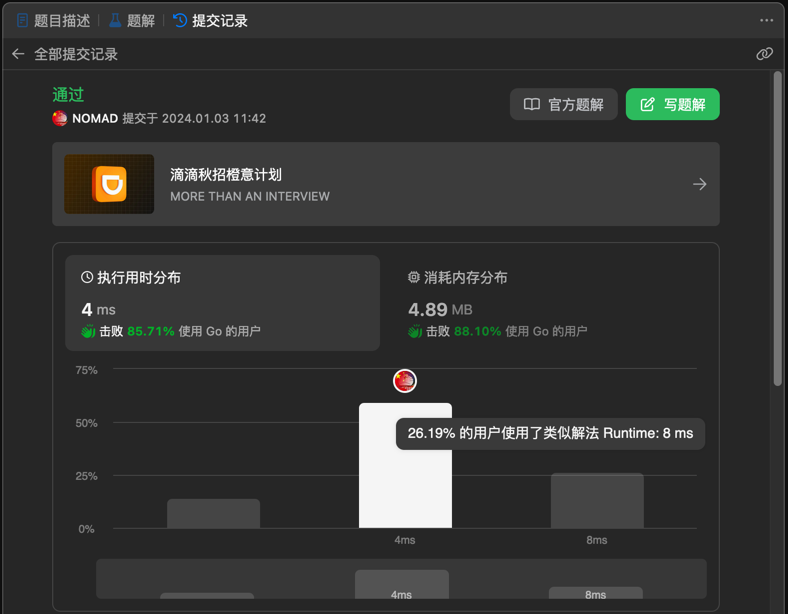 题目描述 题解 提交记录
全部提交记录
通过
NOMAD 提交于 2024.01.03 11:42
官方题解
写题解
滴滴秋招橙意计划
MORE THAN AN INTERVIEW
执行用时分布
4 ms
击败 85.71% 使用 Go 的用户
消耗内存分布
4.89 MB
击败 88.10% 使用 Go 的用户
75%
50%
26.19% 的用户使用了类似解法 Runtime: 8 ms
25%
0%
4ms 8ms
4ms 8ms